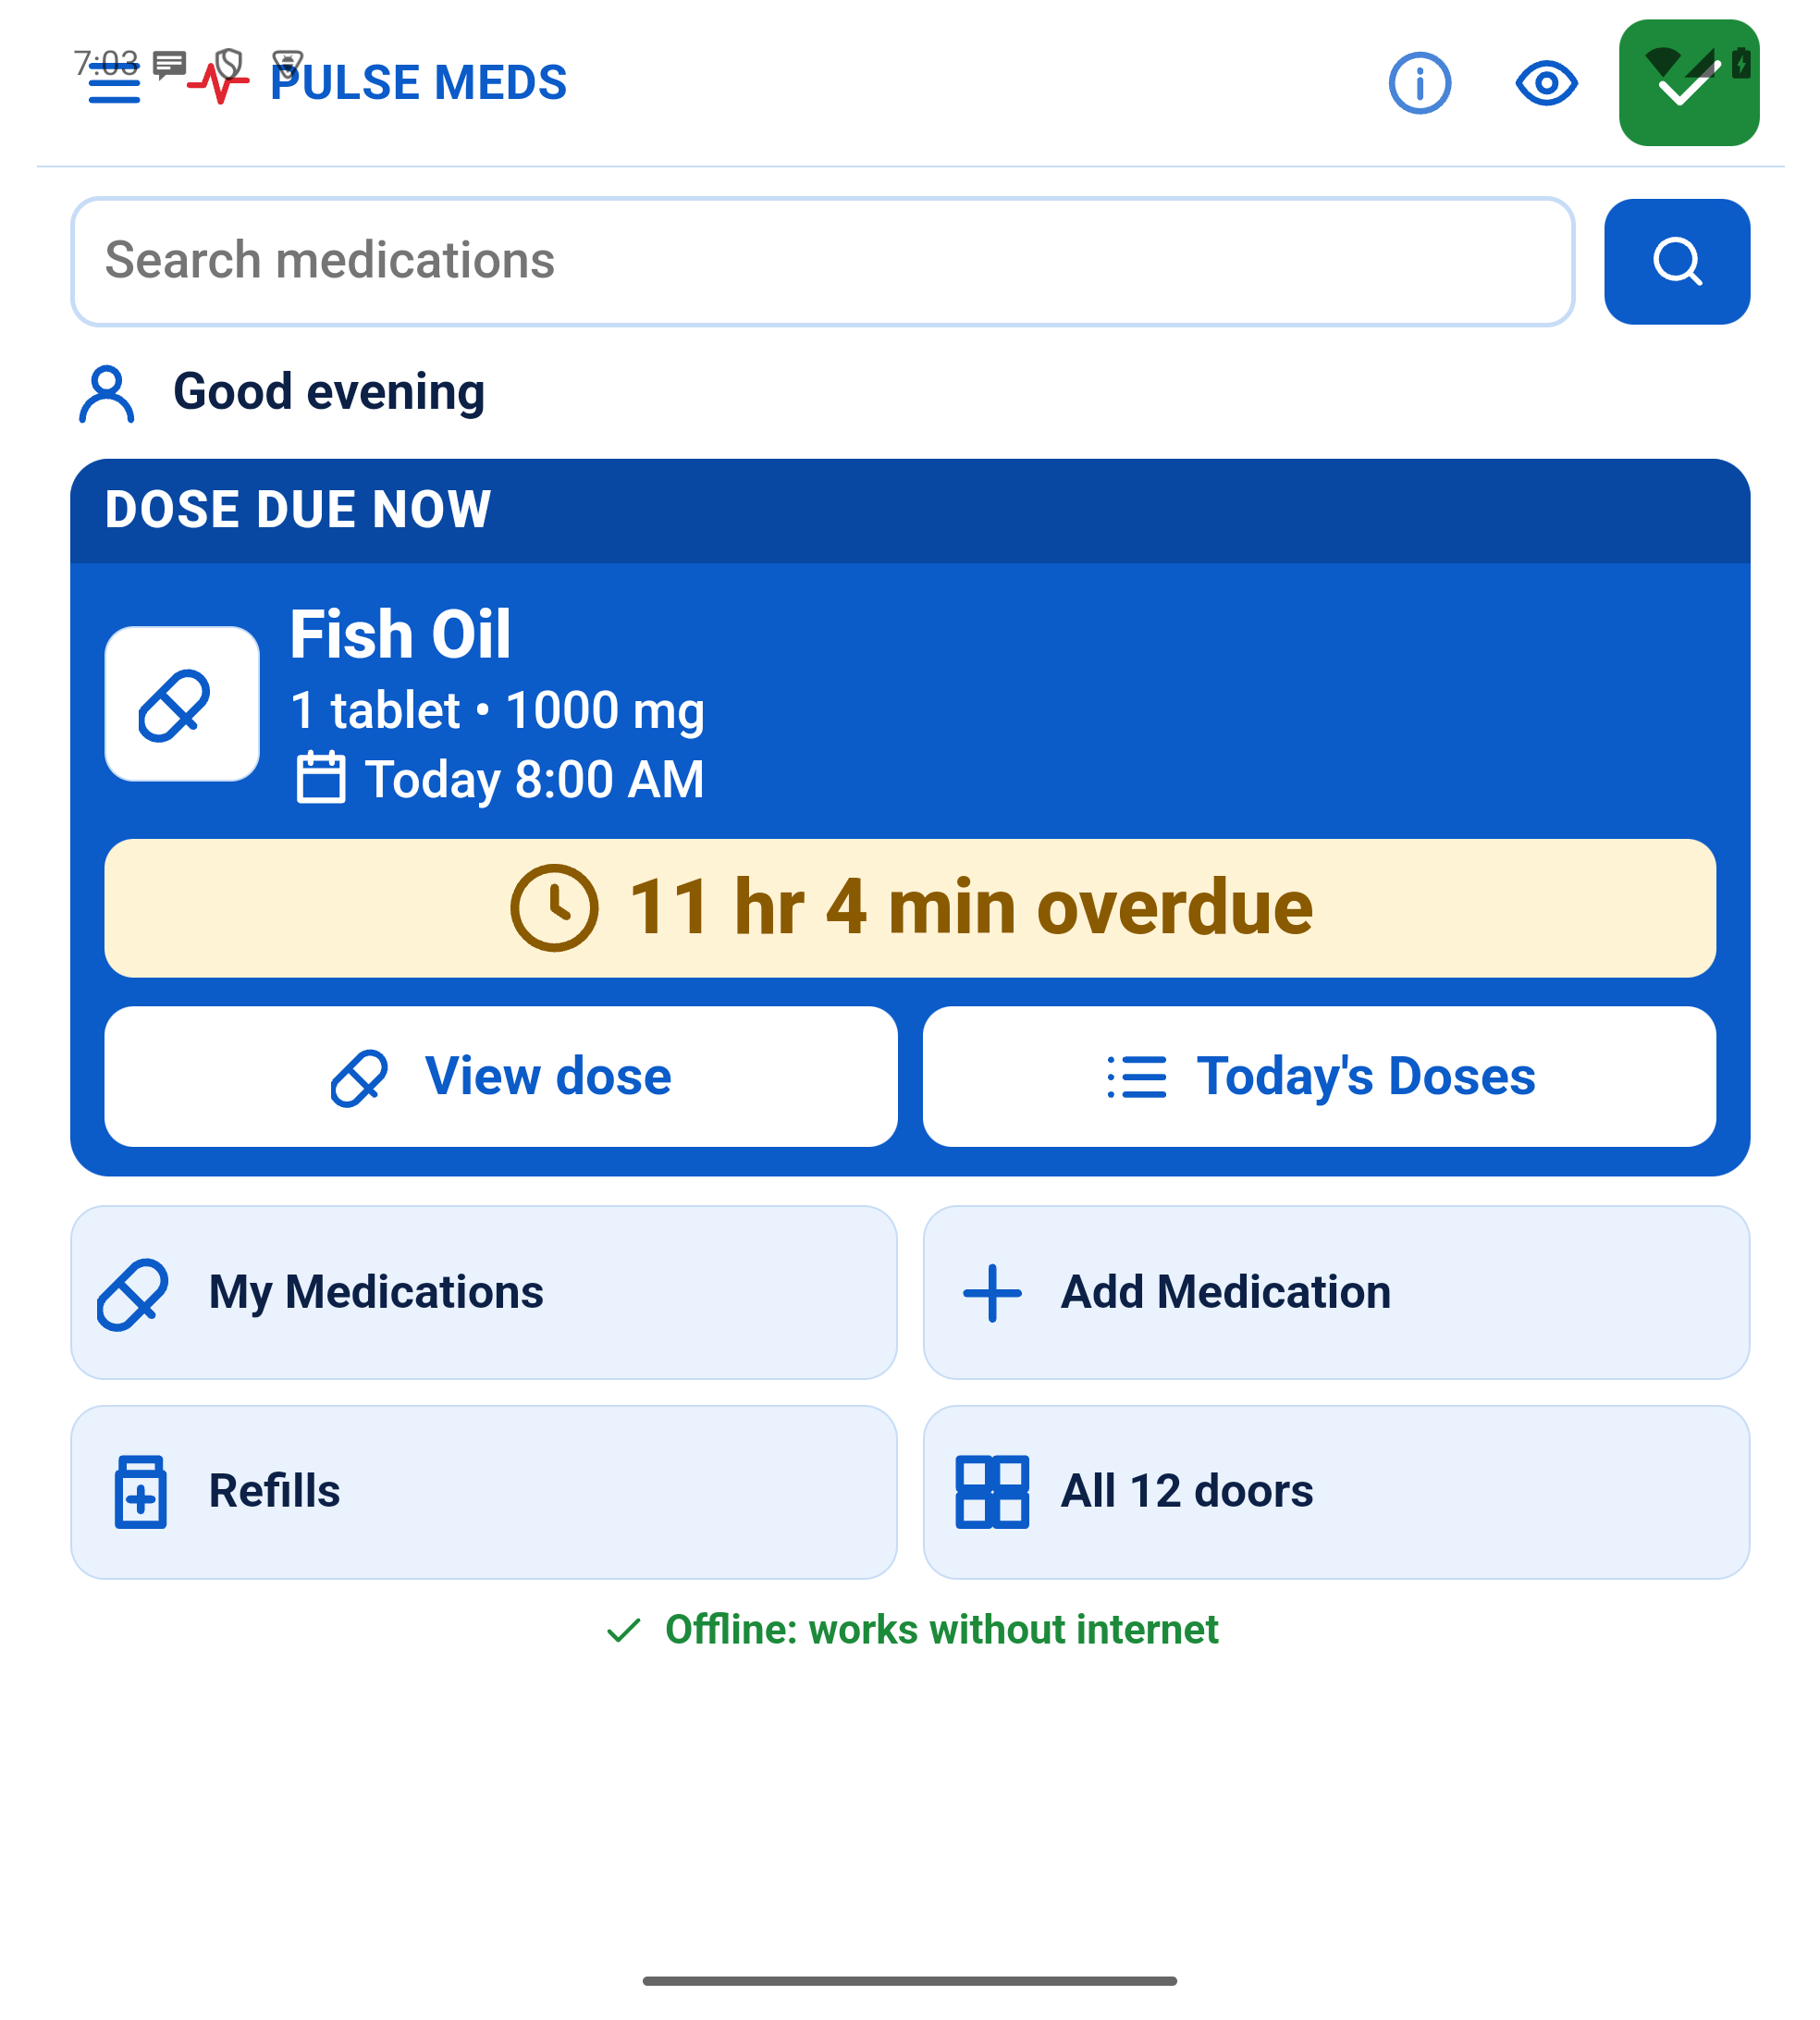 7:03
PULSE MEDS
Search medications
Good evening
DOSE DUE NOW
Fish Oil
1 tablet • 1000 mg
Today 8:00 AM
11 hr 4 min overdue
View dose
Today's Doses
My Medications
Add Medication
Refills
All 12 doors
Offline: works without internet